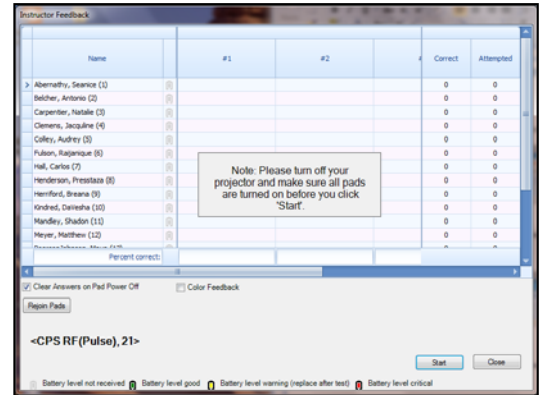 Instructor Feedback
Name #1 #2 Correct Attempted
> Abernathy, Seanice (1) 0 0
Belcher, Antonio (2) 0 0
Carpentier, Natalie (3) 0 0
Clemens, Jacquline (4) 0 0
Colley, Audrey (5) 0 0
Fulson, Raijanique (6) 0 0
Hall, Carlos (7) 0 0
Henderson, Presstaza (8) 0 0
Herriford, Breana (9) 0 0
Kindred, DaVesha (10) 0 0
Mandley, Shadon (11) 0 0
Meyer, Matthew (12) 0 0
Note: Please turn off your
projector and make sure all pads
are turned on before you click
'Start'.
Percent correct:
Clear Answers on Pad Power Off Color Feedback
Rejoin Pads
<CPS RF(Pulse), 21>
Start Close
Battery level not received Battery level good Battery level warning (replace after test) Battery level critical